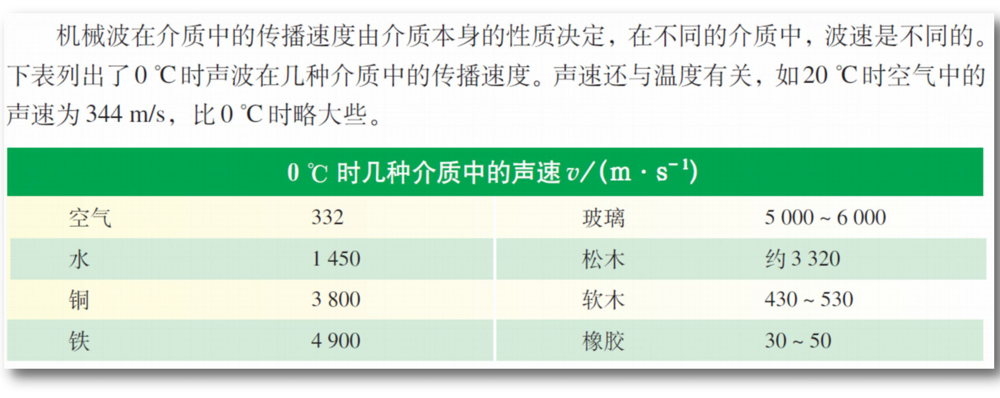 机械波在介质中的传播速度由介质本身的性质决定，在不同的介质中，波速是不同的。
下表列出了0 ℃时声波在几种介质中的传播速度。声速还与温度有关，如20 ℃时空气中的
声速为344 m/s，比0 ℃时略大些。
0 ℃ 时几种介质中的声速 v/(m · s⁻¹)
空气 332 玻璃 5 000 ~ 6 000
水 1 450 松木 约 3 320
铜 3 800 软木 430 ~ 530
铁 4 900 橡胶 30 ~ 50